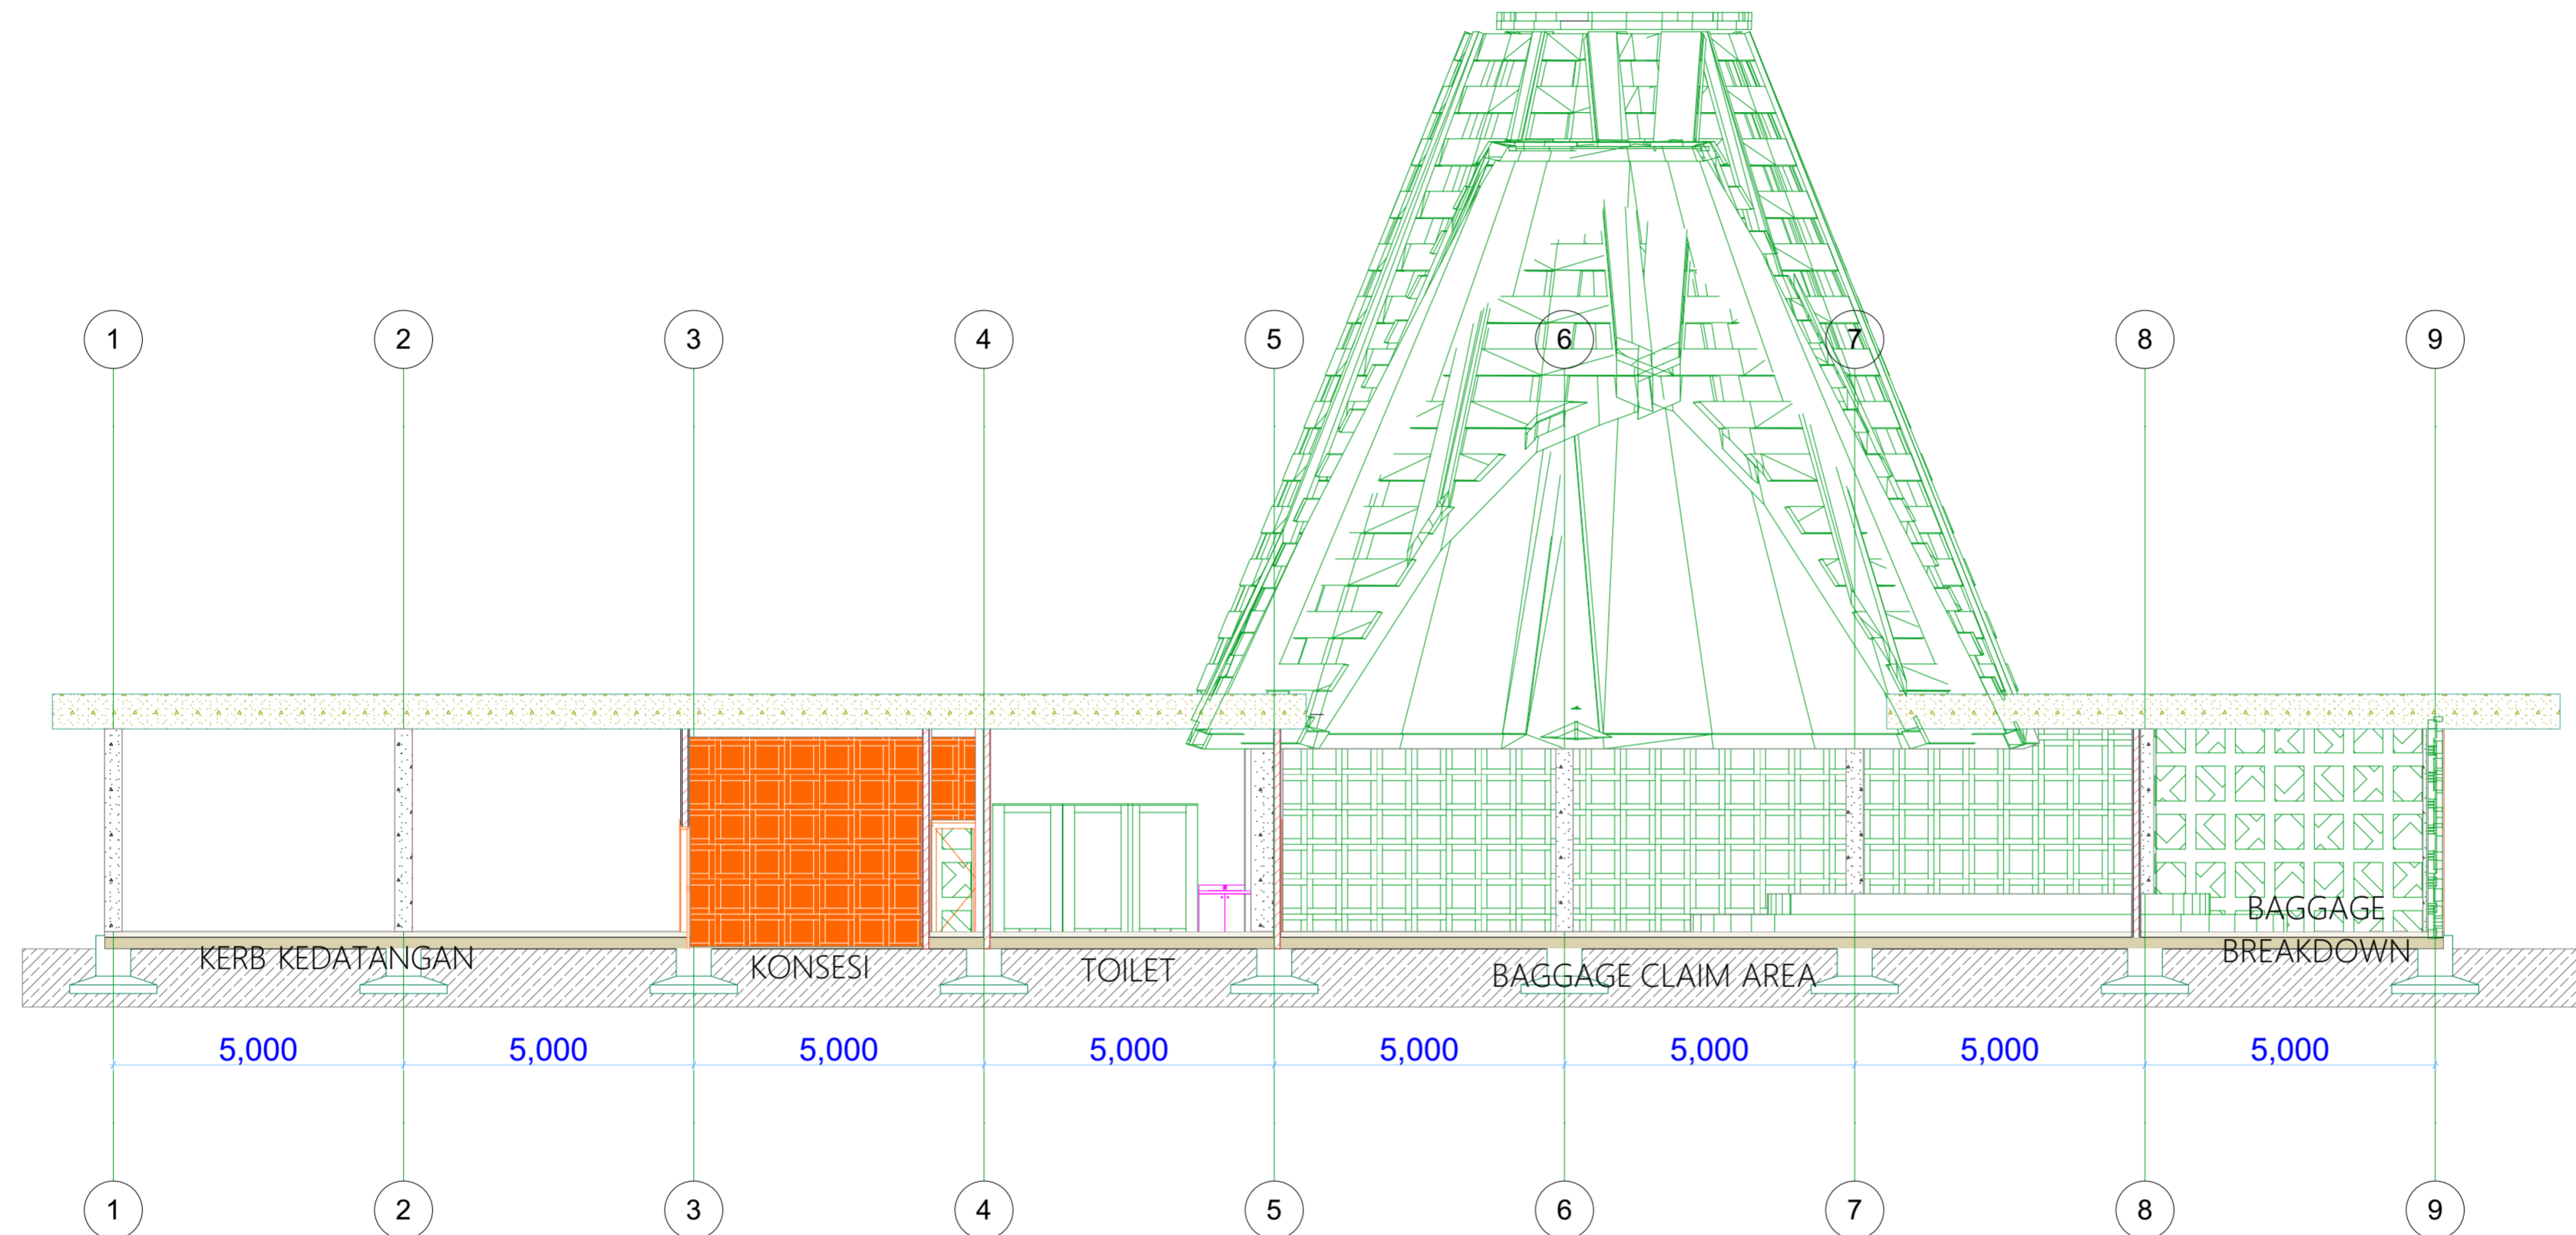 1 2 3 4 5 6 7 8 9
BAGGAGE
BREAKDOWN
KERB KEDATANGAN
KONSESI
TOILET
BAGGAGE CLAIM AREA
5,000 5,000 5,000 5,000 5,000 5,000 5,000 5,000
1 2 3 4 5 6 7 8 9